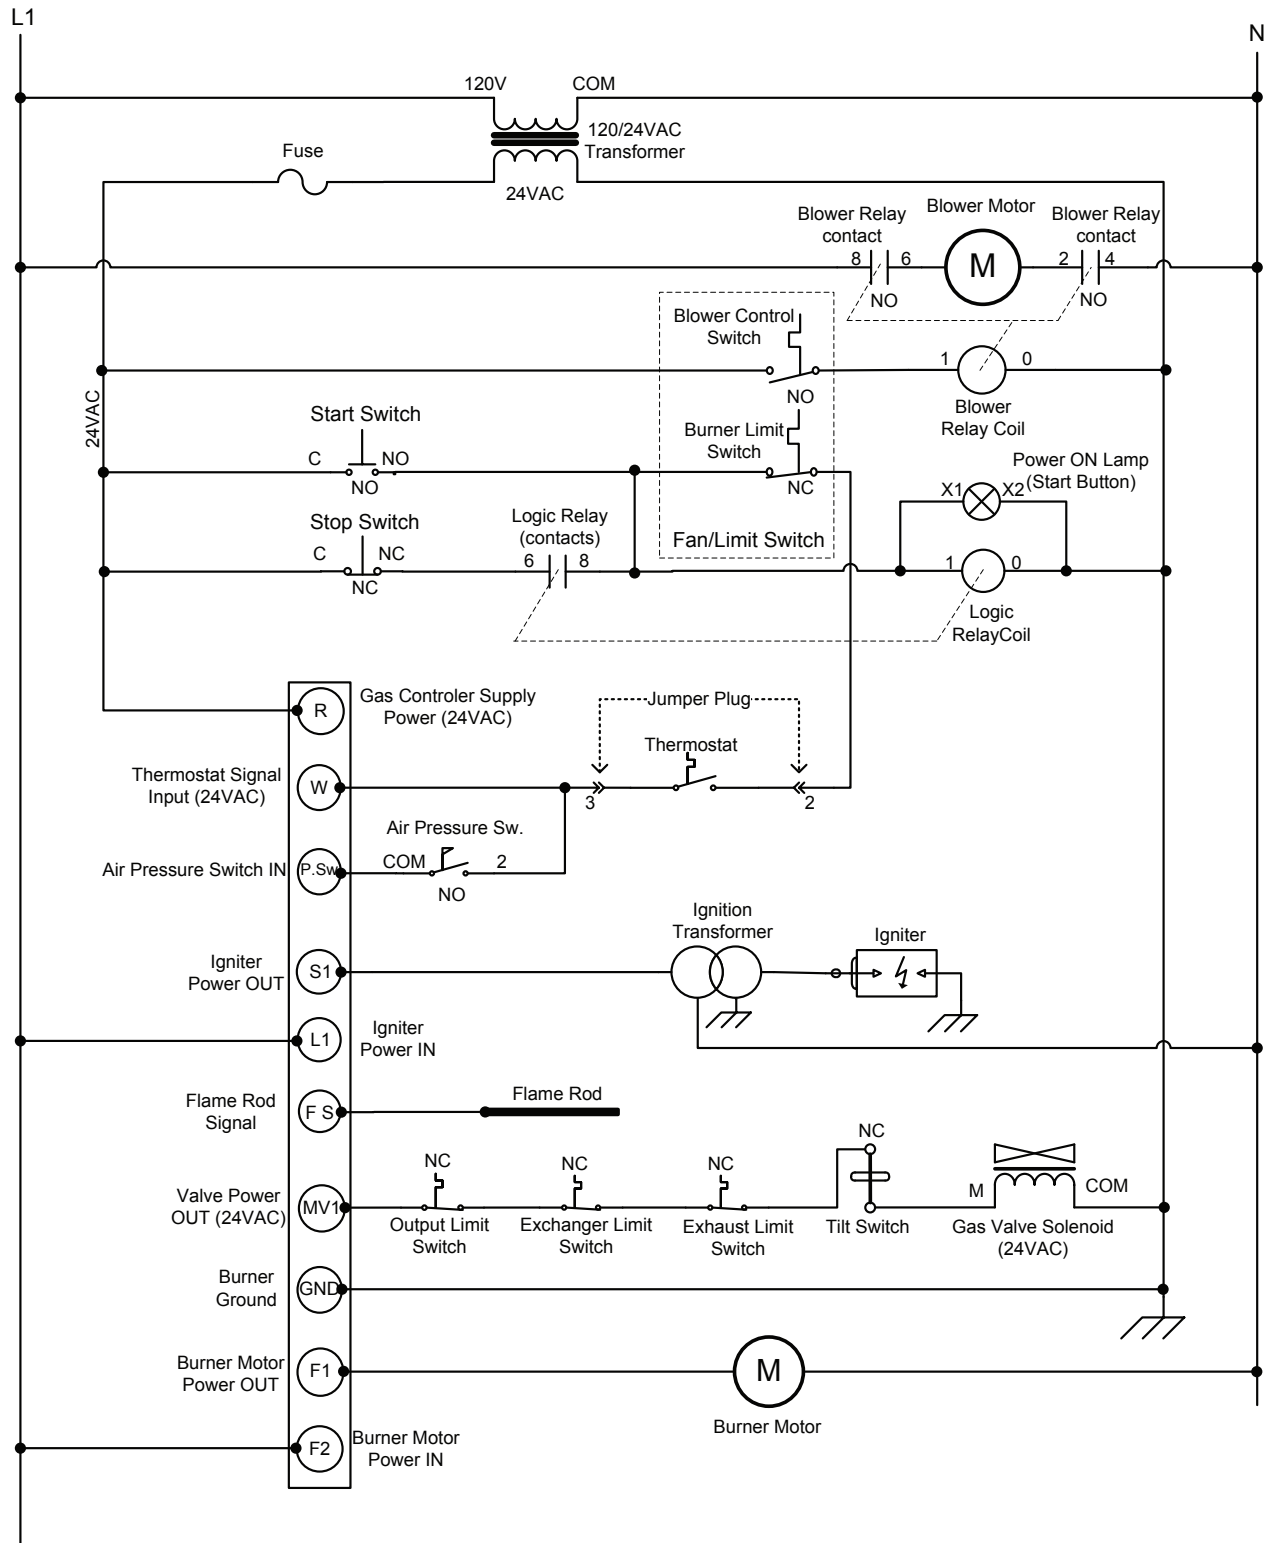 L1
N
120V
COM
120/24VAC
Transformer
Fuse
24VAC
Blower Relay
contact
Blower Motor
Blower Relay
contact
8
6
M
2
4
NO
NO
Blower Control
Switch
1
0
NO
Blower
Relay Coil
24VAC
Start Switch
C
NO
NO
Burner Limit
Switch
NC
Power ON Lamp
(Start Button)
X1
X2
Stop Switch
C
NC
NC
Logic Relay
(contacts)
6
8
Fan/Limit Switch
1
0
Logic
RelayCoil
R
Gas Controler Supply
Power (24VAC)
Jumper Plug
Thermostat
Thermostat Signal
Input (24VAC)
W
3
2
Air Pressure Sw.
Air Pressure Switch IN
P.Sw
COM
2
NO
Ignition
Transformer
Igniter
Igniter
Power OUT
S1
L1
Igniter
Power IN
Flame Rod
Signal
F S
Flame Rod
NC
NC
NC
NC
Valve Power
OUT (24VAC)
MV1
M
COM
Output Limit
Switch
Exchanger Limit
Switch
Exhaust Limit
Switch
Tilt Switch
Gas Valve Solenoid
(24VAC)
Burner
Ground
GND
Burner Motor
Power OUT
F1
M
Burner Motor
F2
Burner Motor
Power IN